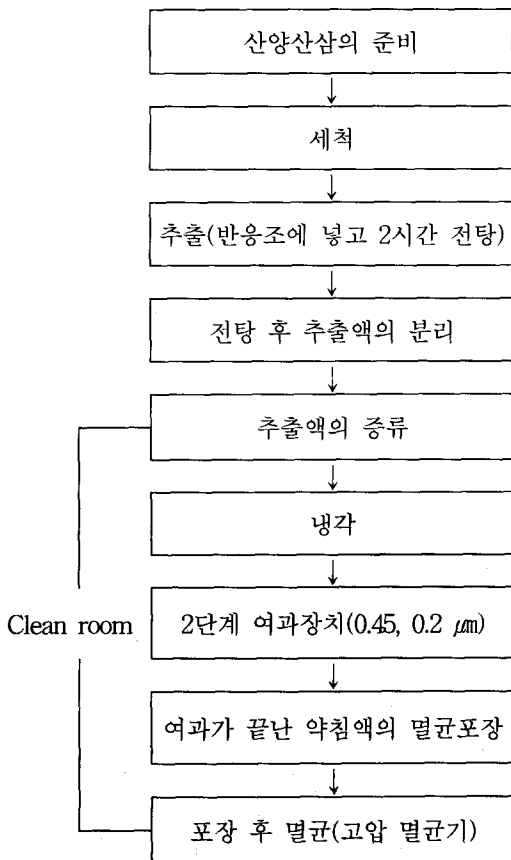 산양산삼의 준비
세척
추출(반응조에 넣고 2시간 전탕)
전탕 후 추출액의 분리
추출액의 증류
냉각
Clean room
2단계 여과장치(0.45, 0.2 ㎛)
여과가 끝난 약침액의 멸균포장
포장 후 멸균(고압 멸균기)